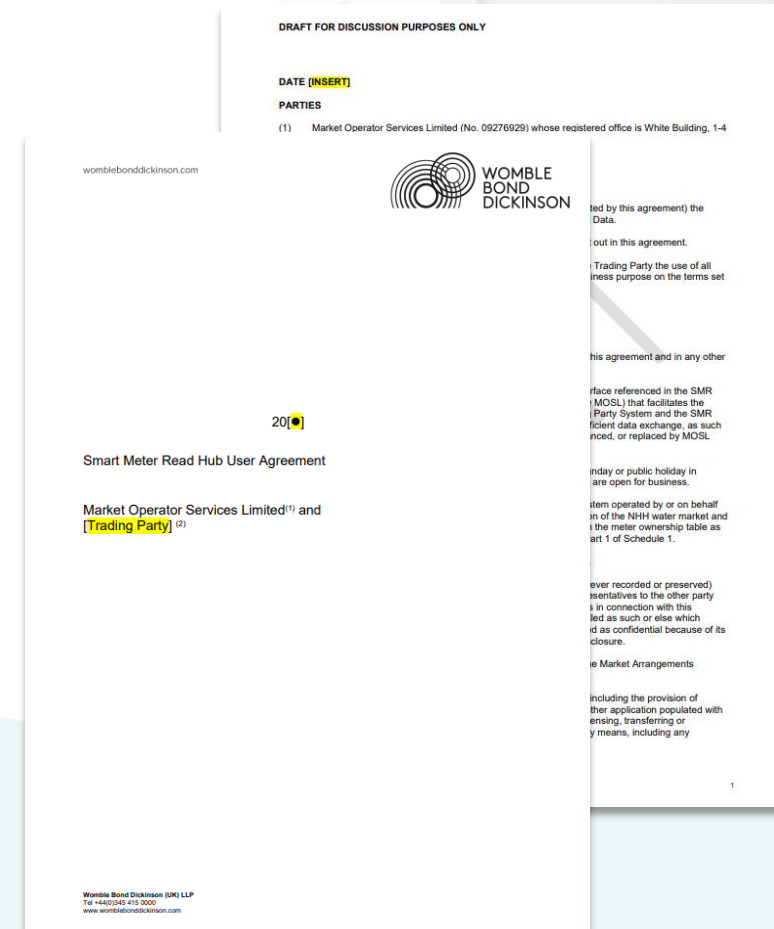 DRAFT FOR DISCUSSION PURPOSES ONLY
DATE [INSERT]
PARTIES
(1) Market Operator Services Limited (No. 09276929) whose registered office is White Building, 1-4
womblebonddickinson.com
WOMBLE
BOND
DICKINSON
20[●]
Smart Meter Read Hub User Agreement
Market Operator Services Limited(1) and
[Trading Party] (2)
Womble Bond Dickinson (UK) LLP
Tel +44(0)345 415 0000
www.womblebonddickinson.com
ted by this agreement) the
Data.
out in this agreement.
Trading Party the use of all
iness purpose on the terms set
his agreement and in any other
rface referenced in the SMR
MOSL) that facilitates the
Party System and the SMR
ficient data exchange, as such
nced, or replaced by MOSL
unday or public holiday in
are open for business.
stem operated by or on behalf
on of the NHH water market and
the meter ownership table as
art 1 of Schedule 1.
ever recorded or preserved)
esentatives to the other party
s in connection with this
led as such or else which
d as confidential because of its
closure.
e Market Arrangements
including the provision of
ther application populated with
ensing, transferring or
y means, including any
1